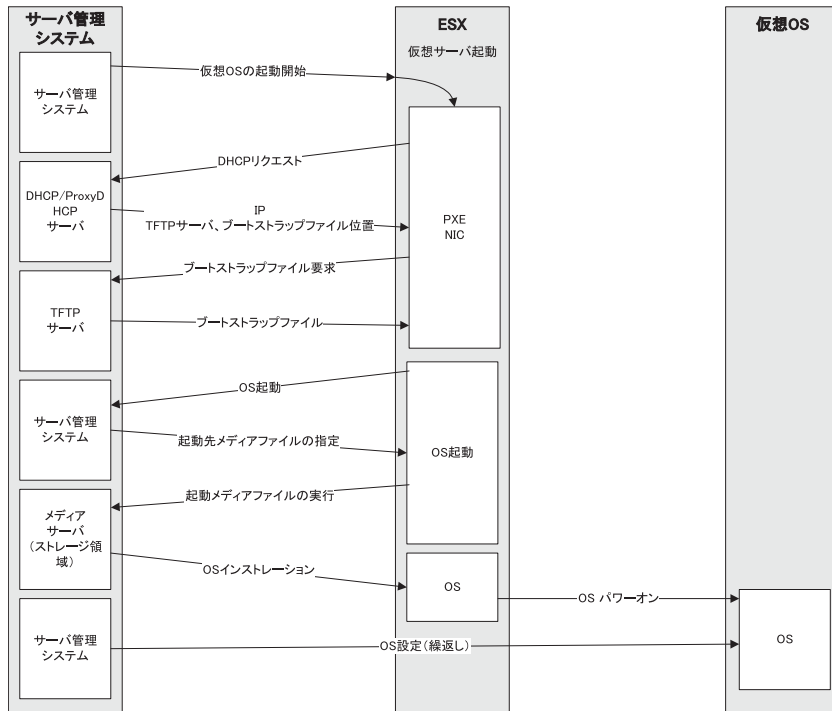 サーバ管理
システム
ESX
仮想サーバ起動
仮想OS
サーバ管理
システム
仮想OSの起動開始
DHCPリクエスト
DHCP/ProxyD
HCP
サーバ
IP
TFTPサーバ、ブートストラップファイル位置
PXE
NIC
ブートストラップファイル要求
TFTP
サーバ
ブートストラップファイル
OS起動
サーバ管理
システム
起動先メディアファイルの指定
OS起動
起動メディアファイルの実行
メディア
サーバ
(ストレージ領
域)
OSインストレーション
OS
OS パワーオン
サーバ管理
システム
OS設定(繰返し)
OS